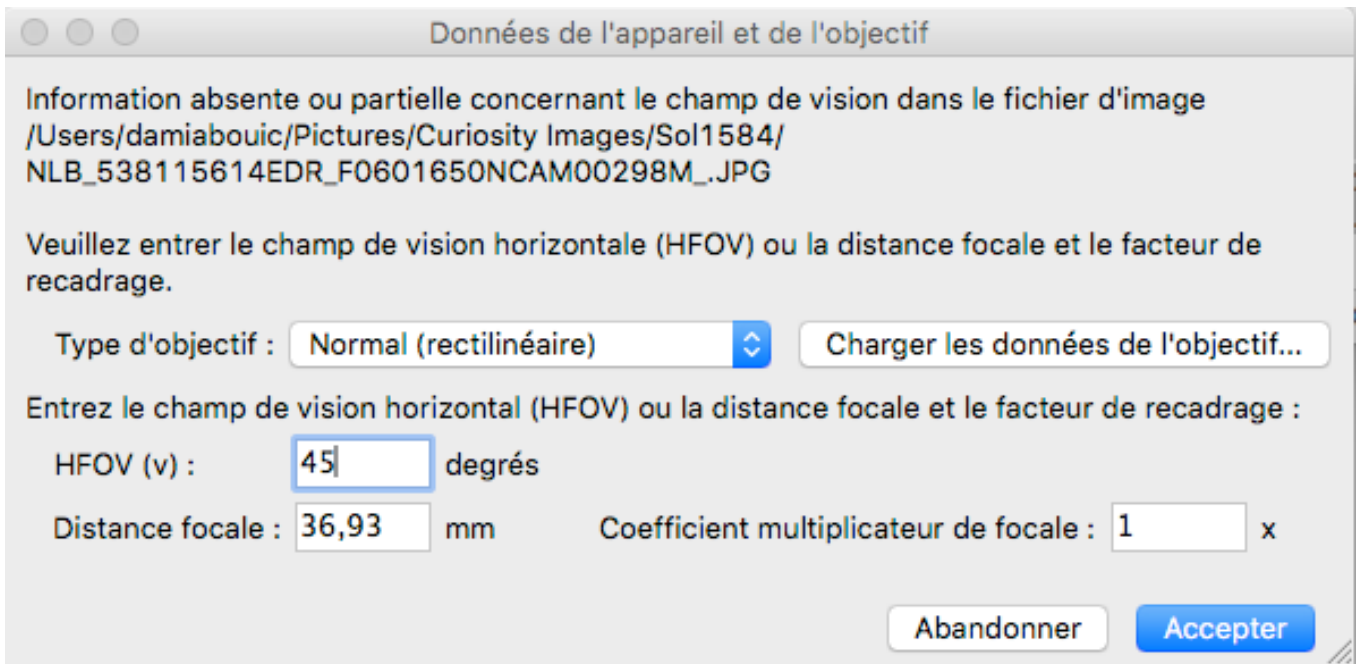 Données de l'appareil et de l'objectif
Information absente ou partielle concernant le champ de vision dans le fichier d'image
/Users/damiabouic/Pictures/Curiosity Images/Sol1584/
NLB_538115614EDR_F0601650NCAM00298M_.JPG
Veuillez entrer le champ de vision horizontale (HFOV) ou la distance focale et le facteur de
recadrage.
Type d'objectif : Normal (rectilinéaire) Charger les données de l'objectif...
Entrez le champ de vision horizontal (HFOV) ou la distance focale et le facteur de recadrage :
HFOV (v) : 45 degrés
Distance focale : 36,93 mm Coefficient multiplicateur de focale : 1 x
Abandonner Accepter